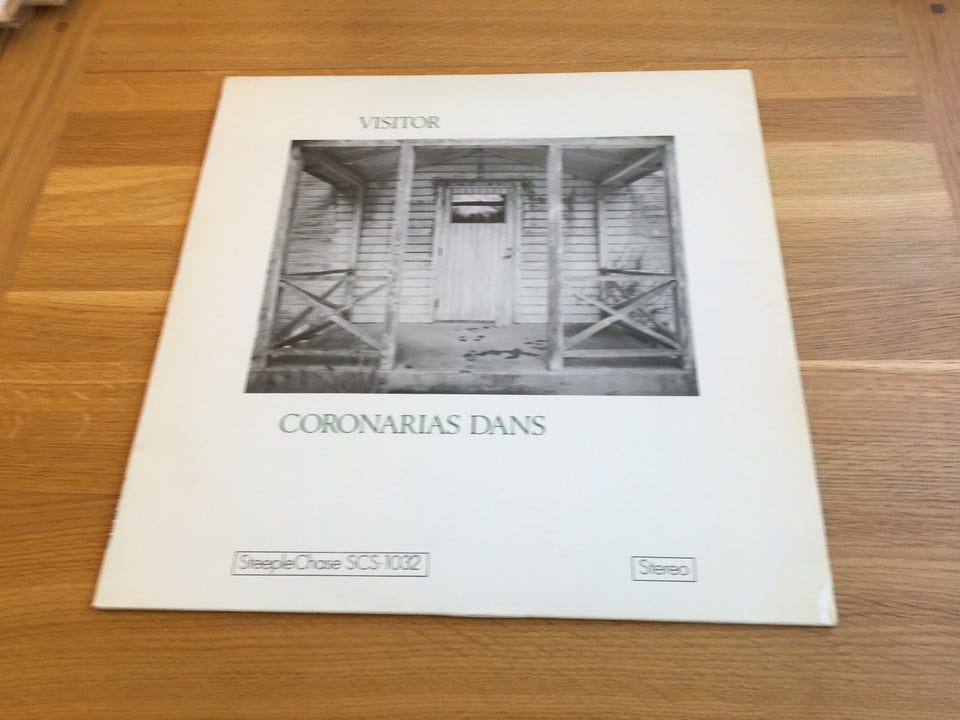 VISITOR
CORONARIAS DANS
SteepleChase SCS-1032
Stereo